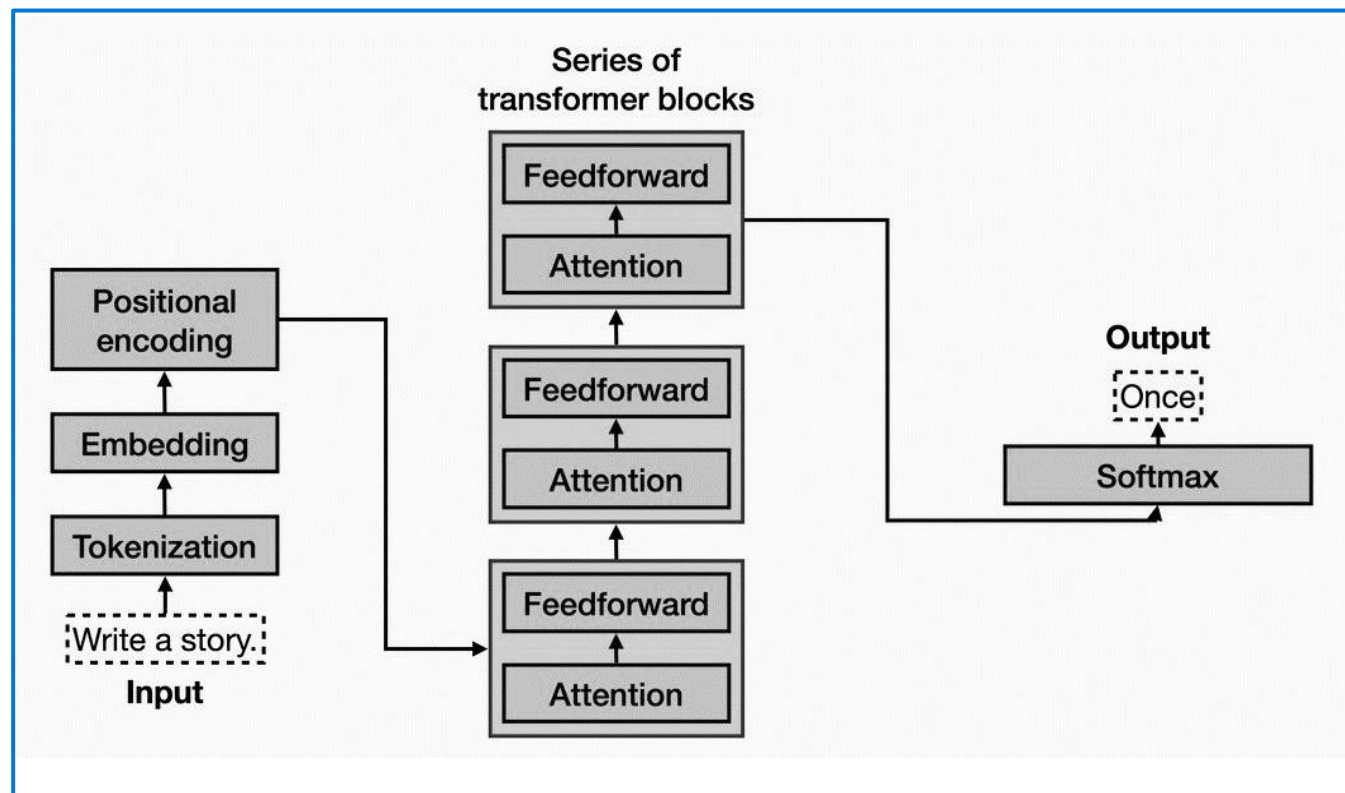 Series of
transformer blocks
Feedforward
Attention
Positional
encoding
Feedforward
Attention
Output
Once
Embedding
Softmax
Tokenization
Feedforward
Write a story.
Attention
Input